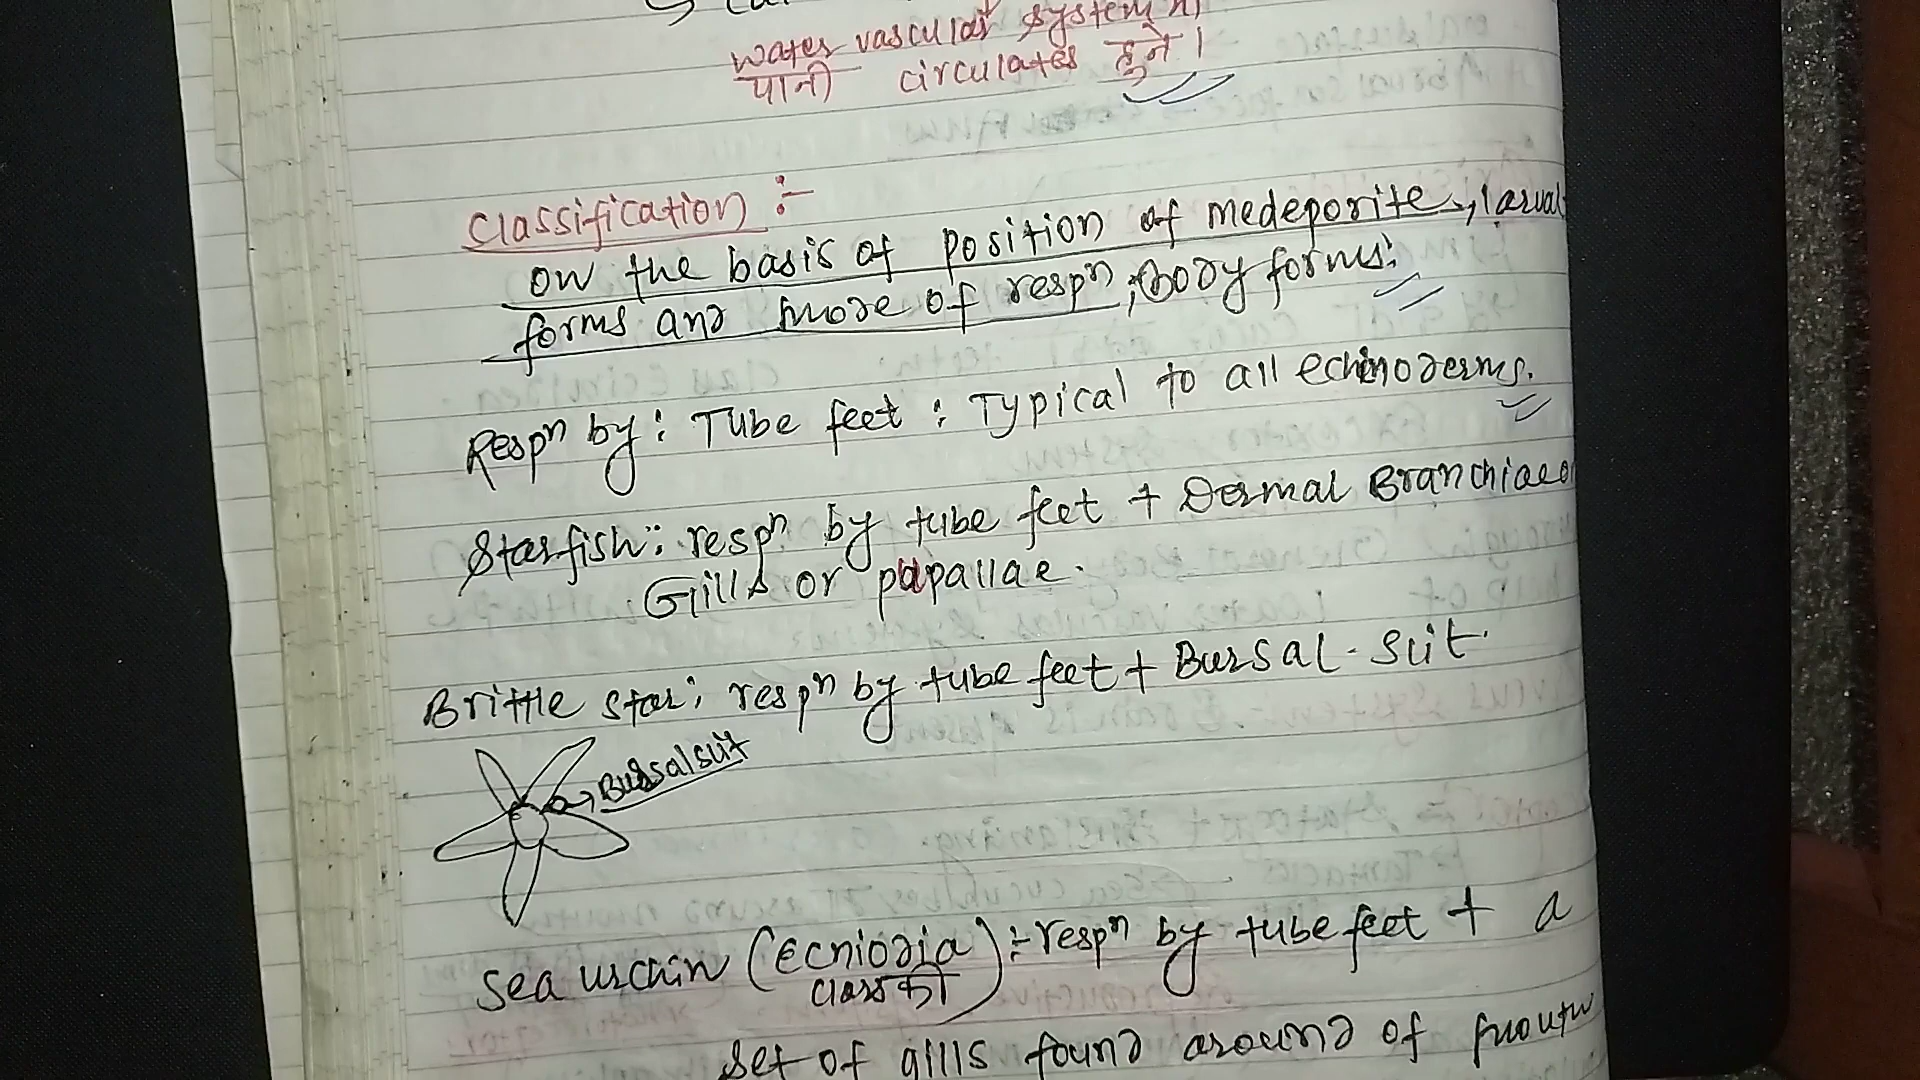 water vascular system मा
पानी circulates हुने ।
classification :-
on the basis of position of medeporite, larval
forms and mode of respⁿ, Body forms:
Respⁿ by : Tube feet : Typical to all echinoderms.
Starfish : respⁿ by tube feet + Dermal Branchiae or
Gills or papallae.
Brittle star : respⁿ by tube feet + Bursal-slit.
Bursal slit
sea urchin (Ecniodia) :- respⁿ by tube feet + a
class को
set of gills found around of mouth